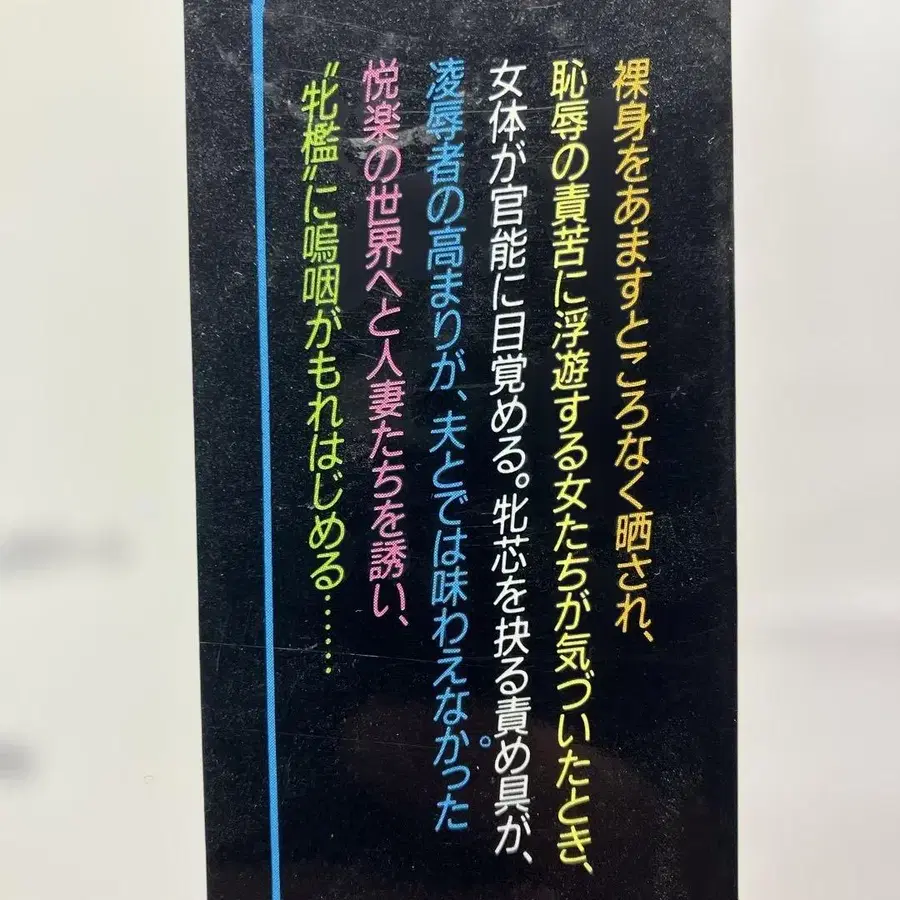 裸身をあますところなく晒され、
恥辱の責苦に浮遊する女たちが気づいたとき、
女体が官能に目覚める。牝芯を抉る責め具が、
凌辱者の高まりが、夫とでは味わえなかった
悦楽の世界へと人妻たちを誘い、
〝牝檻〟に嗚咽がもれはじめる……。